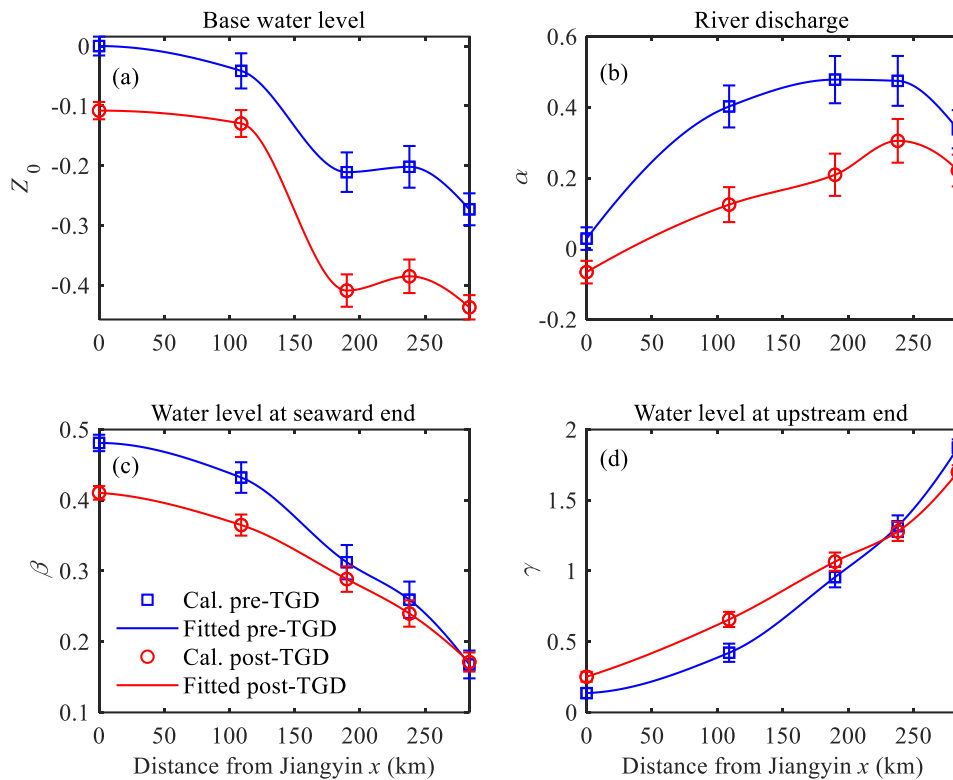 Base water level
(a)
0
-0.1
-0.2
-0.3
-0.4
Z0
0
50
100
150
200
250
River discharge
(b)
0.6
0.4
0.2
0
-0.2
α
0
50
100
150
200
250
Water level at seaward end
(c)
0.5
0.4
0.3
0.2
0.1
β
Cal. pre-TGD
Fitted pre-TGD
Cal. post-TGD
Fitted post-TGD
0
50
100
150
200
250
Distance from Jiangyin x (km)
Water level at upstream end
(d)
2
1.5
1
0.5
0
γ
0
50
100
150
200
250
Distance from Jiangyin x (km)